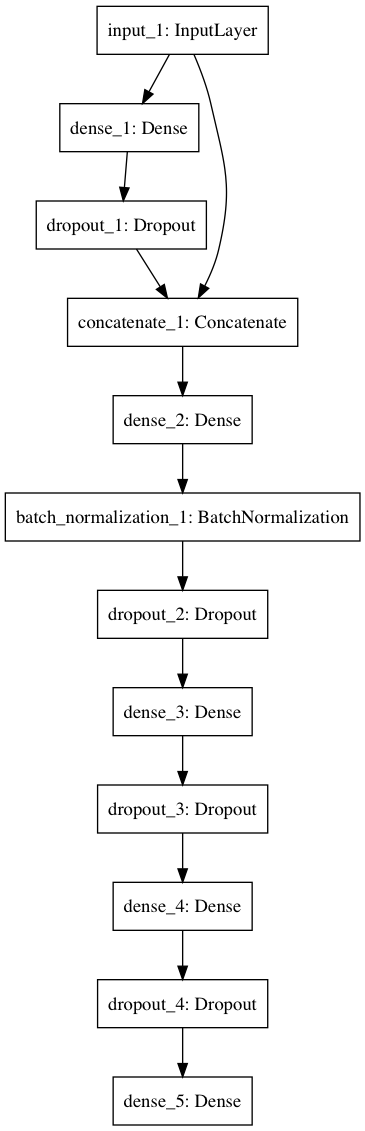 input_1: InputLayer
dense_1: Dense
dropout_1: Dropout
concatenate_1: Concatenate
dense_2: Dense
batch_normalization_1: BatchNormalization
dropout_2: Dropout
dense_3: Dense
dropout_3: Dropout
dense_4: Dense
dropout_4: Dropout
dense_5: Dense